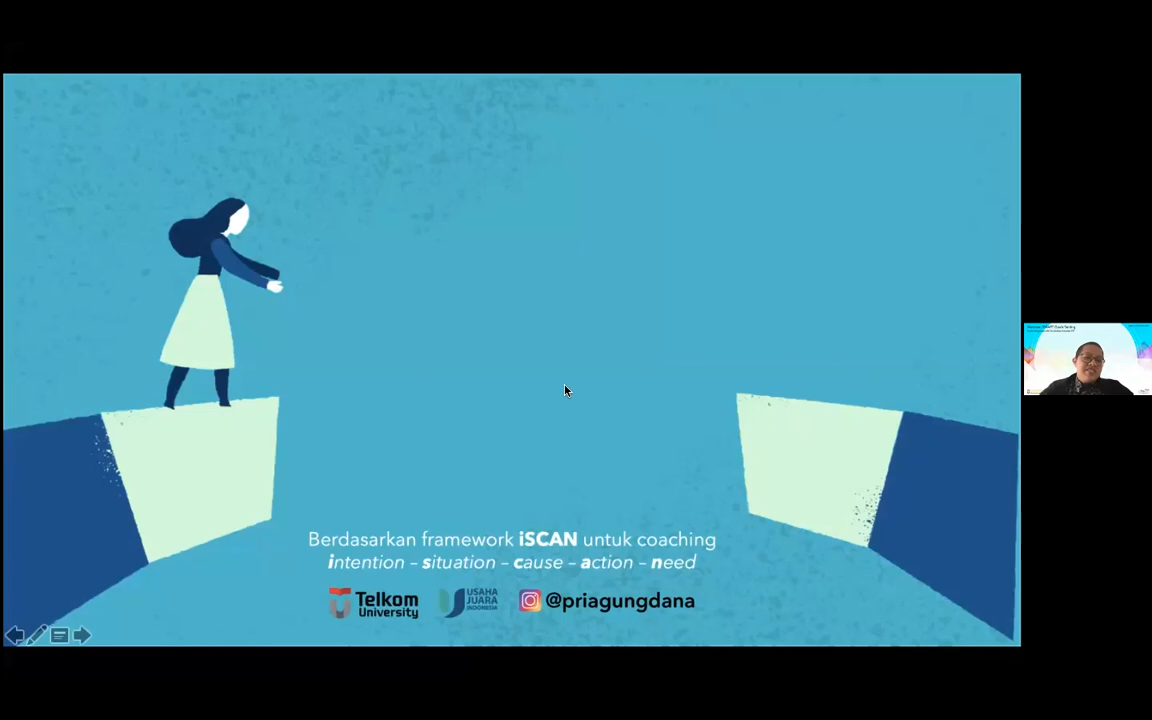 Berdasarkan framework iSCAN untuk coaching
intention – situation – cause – action – need
Telkom
University
USAHA
JUARA
INDONESIA
@priagungdana